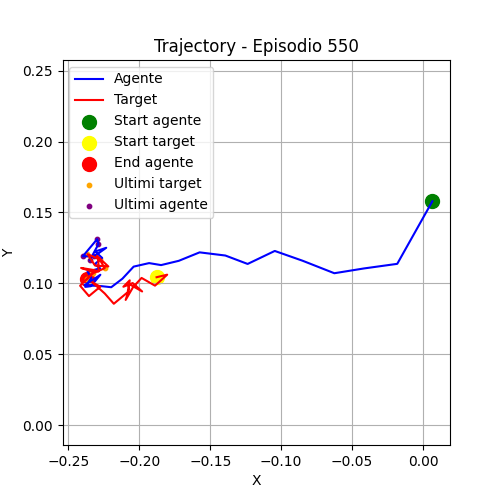 Trajectory - Episodio 550
0.25
0.20
0.15
0.10
0.05
0.00
Y
Agente
Target
Start agente
Start target
End agente
Ultimi target
Ultimi agente
−0.25 −0.20 −0.15 −0.10 −0.05 0.00
X